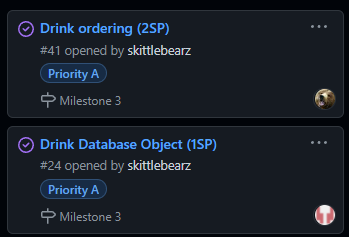 Drink ordering (2SP)
#41 opened by skittlebearz
Priority A
Milestone 3
Drink Database Object (1SP)
#24 opened by skittlebearz
Priority A
Milestone 3